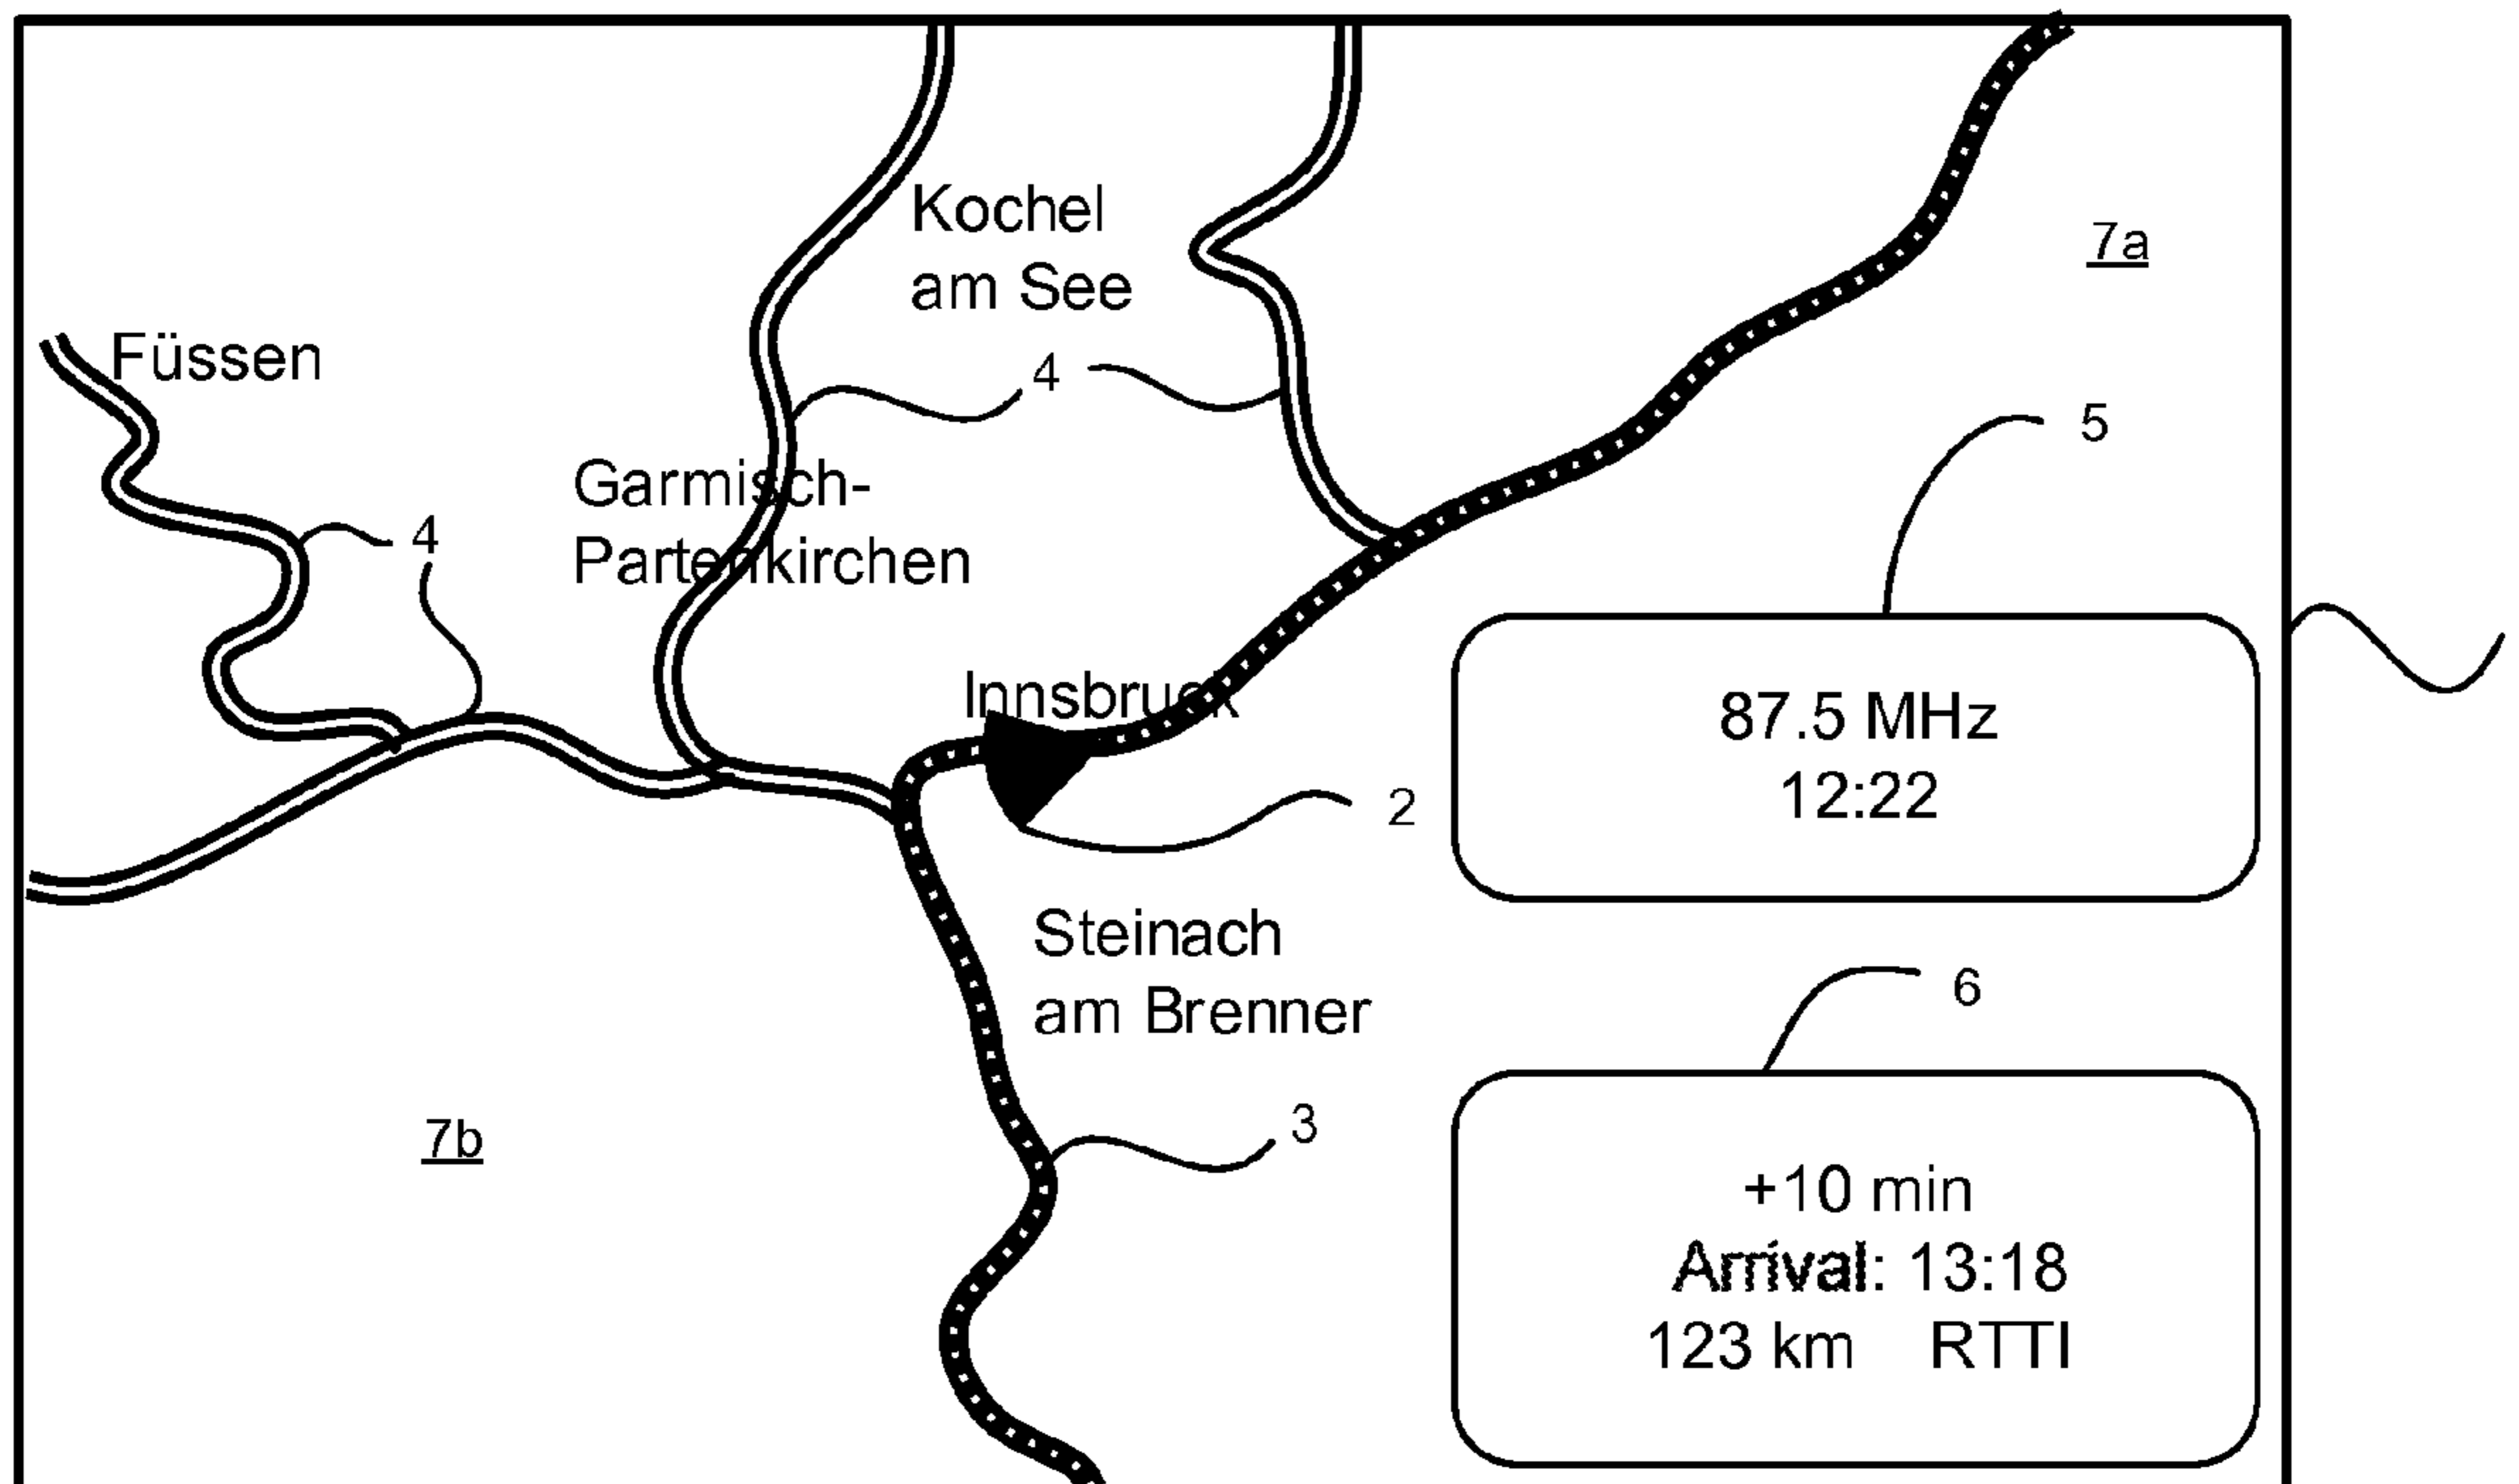 Kochel
am See
7a
Füssen
4
5
Garmisch-
Partenkirchen
4
Innsbruck
87.5 MHz
12:22
2
Steinach
am Brenner
6
3
7b
+10 min
Arrival: 13:18
123 km RTTI